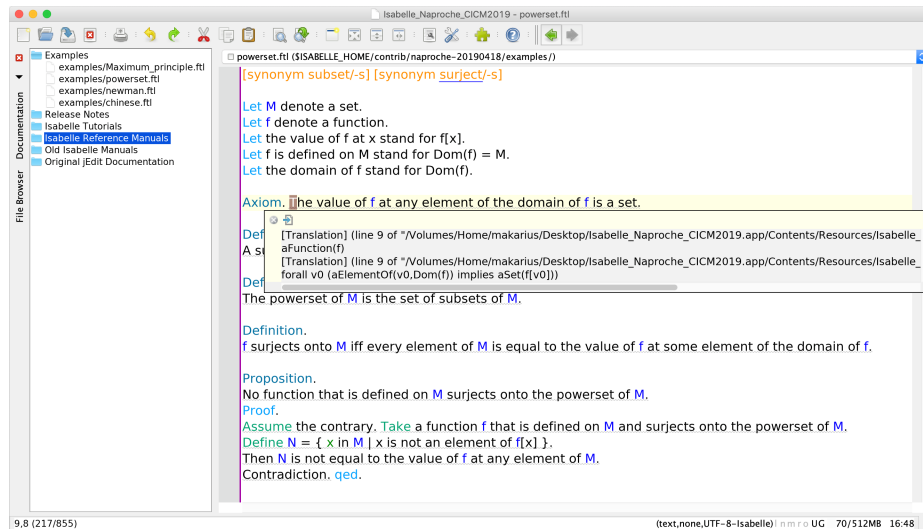 Isabelle_Naproche_CICM2019 - powerset.ftl
Examples
examples/Maximum_principle.ftl
examples/powerset.ftl
examples/newman.ftl
examples/chinese.ftl
Release Notes
Isabelle Tutorials
Isabelle Reference Manuals
Old Isabelle Manuals
Original jEdit Documentation
Documentation
File Browser
powerset.ftl ($ISABELLE_HOME/contrib/naproche-20190418/examples/)
[synonym subset/-s] [synonym surject/-s]
Let M denote a set.
Let f denote a function.
Let the value of f at x stand for f[x].
Let f is defined on M stand for Dom(f) = M.
Let the domain of f stand for Dom(f).
Axiom. The value of f at any element of the domain of f is a set.
Def
A su
[Translation] (line 9 of "/Volumes/Home/makarius/Desktop/Isabelle_Naproche_CICM2019.app/Contents/Resources/Isabelle_
aFunction(f)
[Translation] (line 9 of "/Volumes/Home/makarius/Desktop/Isabelle_Naproche_CICM2019.app/Contents/Resources/Isabelle_
forall v0 (aElementOf(v0,Dom(f)) implies aSet(f[v0]))
Def
The powerset of M is the set of subsets of M.
Definition.
f surjects onto M iff every element of M is equal to the value of f at some element of the domain of f.
Proposition.
No function that is defined on M surjects onto the powerset of M.
Proof.
Assume the contrary. Take a function f that is defined on M and surjects onto the powerset of M.
Define N = { x in M | x is not an element of f[x] }.
Then N is not equal to the value of f at any element of M.
Contradiction. qed.
9,8 (217/855)
(text,none,UTF-8-Isabelle) l n m r o UG 70/512MB 16:48